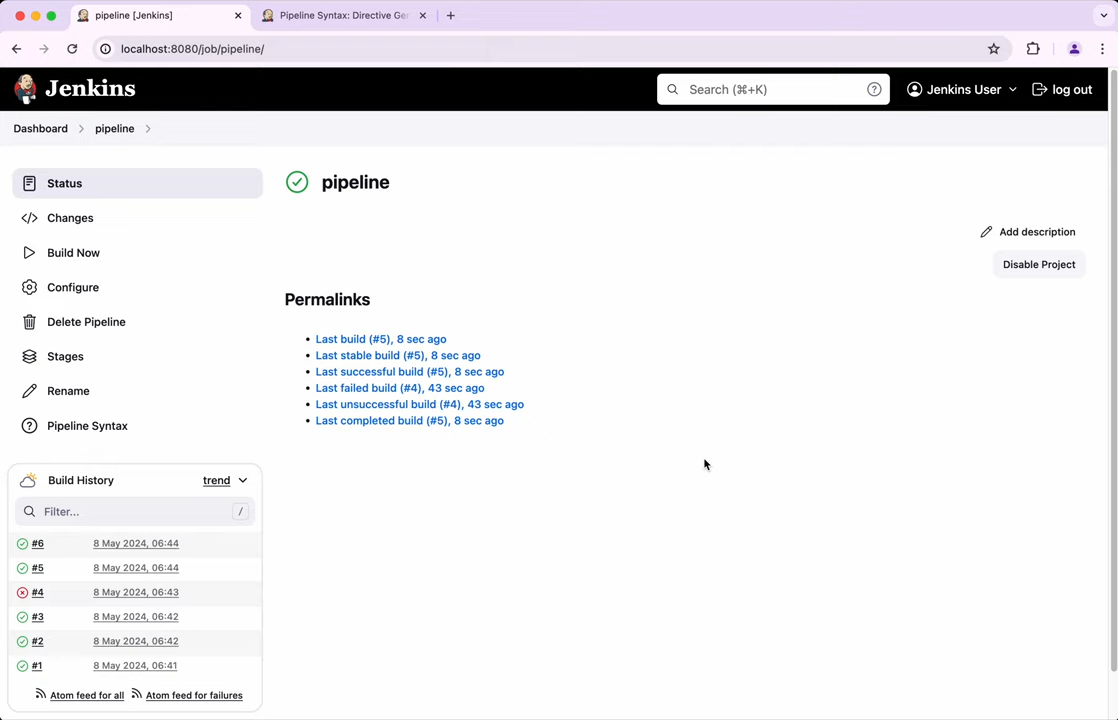 pipeline [Jenkins]
Pipeline Syntax: Directive Ge
localhost:8080/job/pipeline/
Jenkins
Search (⌘+K)
Jenkins User
log out
Dashboard
pipeline
Status
Changes
Build Now
Configure
Delete Pipeline
Stages
Rename
Pipeline Syntax
Build History
trend
Filter...
/
#6 8 May 2024, 06:44
#5 8 May 2024, 06:44
#4 8 May 2024, 06:43
#3 8 May 2024, 06:42
#2 8 May 2024, 06:42
#1 8 May 2024, 06:41
Atom feed for all
Atom feed for failures
pipeline
Add description
Disable Project
Permalinks
• Last build (#5), 8 sec ago
• Last stable build (#5), 8 sec ago
• Last successful build (#5), 8 sec ago
• Last failed build (#4), 43 sec ago
• Last unsuccessful build (#4), 43 sec ago
• Last completed build (#5), 8 sec ago